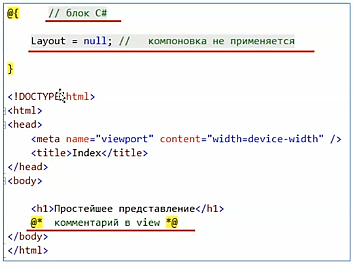 @{ // блок C#
Layout = null; // компоновка не применяется
}
<!DOCTYPE html>
<html>
<head>
<meta name="viewport" content="width=device-width" />
<title>Index</title>
</head>
<body>
<h1>Простейшее представление</h1>
@* комментарий в view *@
</body>
</html>